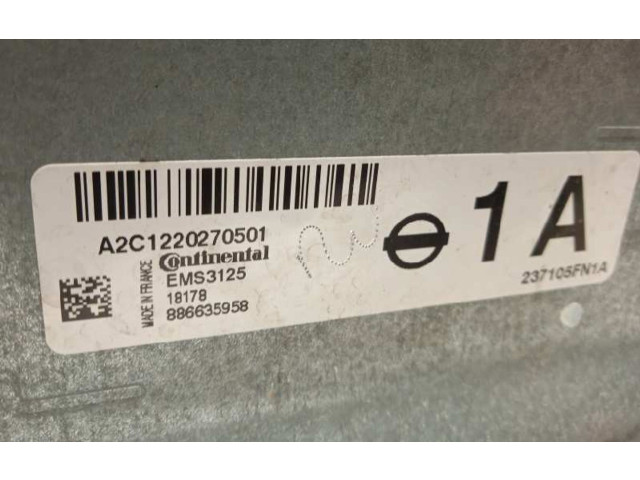 A2C1220270501
Continental
MADE IN FRANCE
EMS3125
18178
886635958
1A
237105FN1A